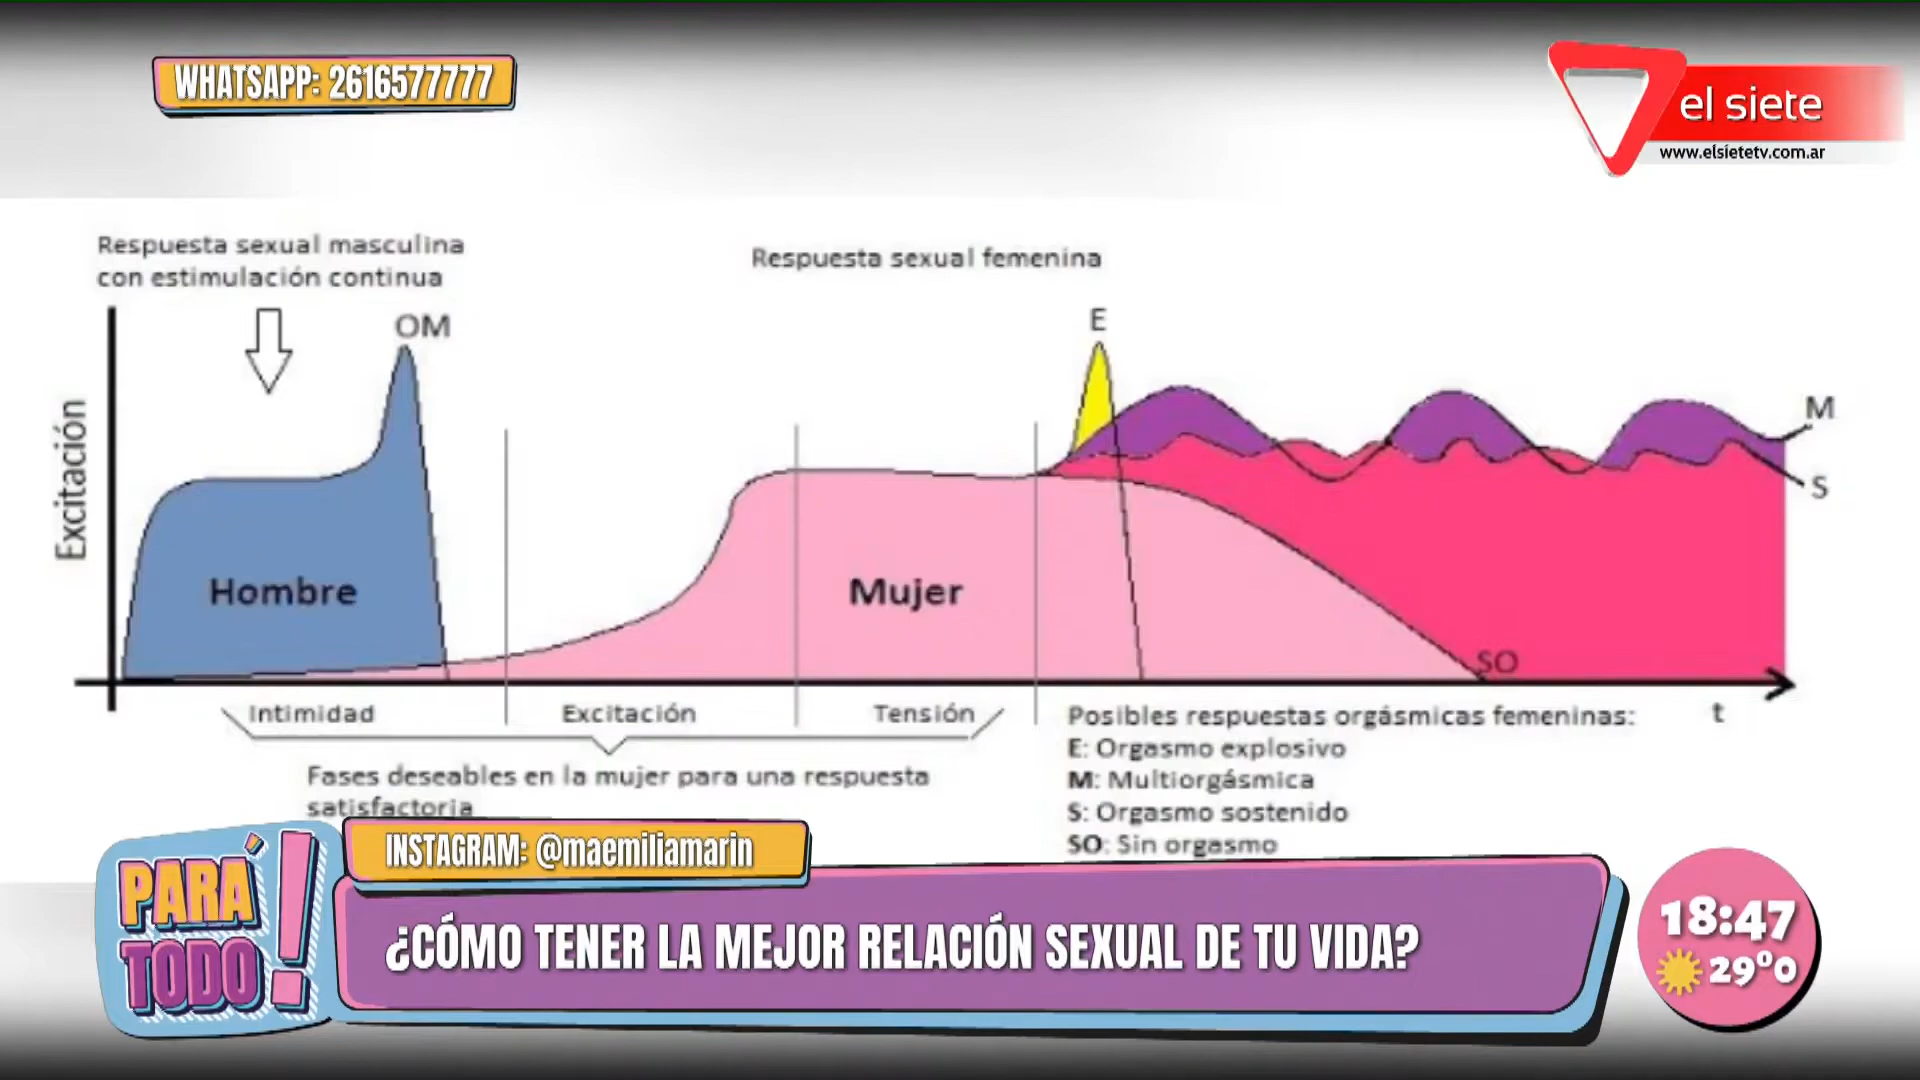 WHATSAPP: 2616577777
el siete
www.elsietetv.com.ar
Respuesta sexual masculina
con estimulación continua
Respuesta sexual femenina
OM
E
M
S
Excitación
Hombre
Mujer
SO
Intimidad
Excitación
Tensión
t
Fases deseables en la mujer para una respuesta
satisfactoria
Posibles respuestas orgásmicas femeninas:
E: Orgasmo explosivo
M: Multiorgásmica
S: Orgasmo sostenido
SO: Sin orgasmo
PARÁ
TODO!
INSTAGRAM: @maemiliamarin
¿CÓMO TENER LA MEJOR RELACIÓN SEXUAL DE TU VIDA?
18:47
29º0